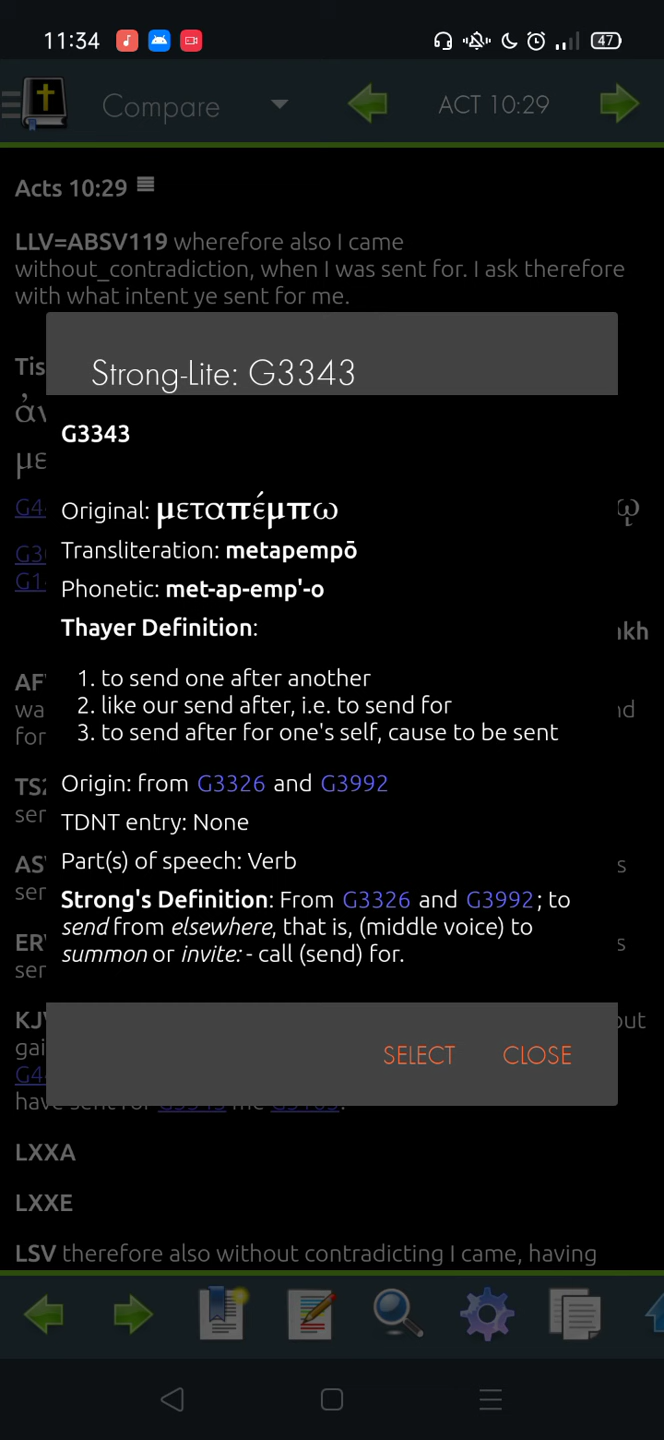 11:34
47
Compare
ACT 10:29
Acts 10:29
LLV=ABSV119 wherefore also I came
without_contradiction, when I was sent for. I ask therefore
with what intent ye sent for me.
Tis
Strong-Lite: G3343
G3343
Original: μεταπέμπω
Transliteration: metapempō
Phonetic: met-ap-emp'-o
Thayer Definition:
1. to send one after another
2. like our send after, i.e. to send for
3. to send after for one's self, cause to be sent
Origin: from G3326 and G3992
TDNT entry: None
Part(s) of speech: Verb
Strong's Definition: From G3326 and G3992; to
send from elsewhere, that is, (middle voice) to
summon or invite: - call (send) for.
SELECT CLOSE
LXXA
LXXE
LSV therefore also without contradicting I came, having